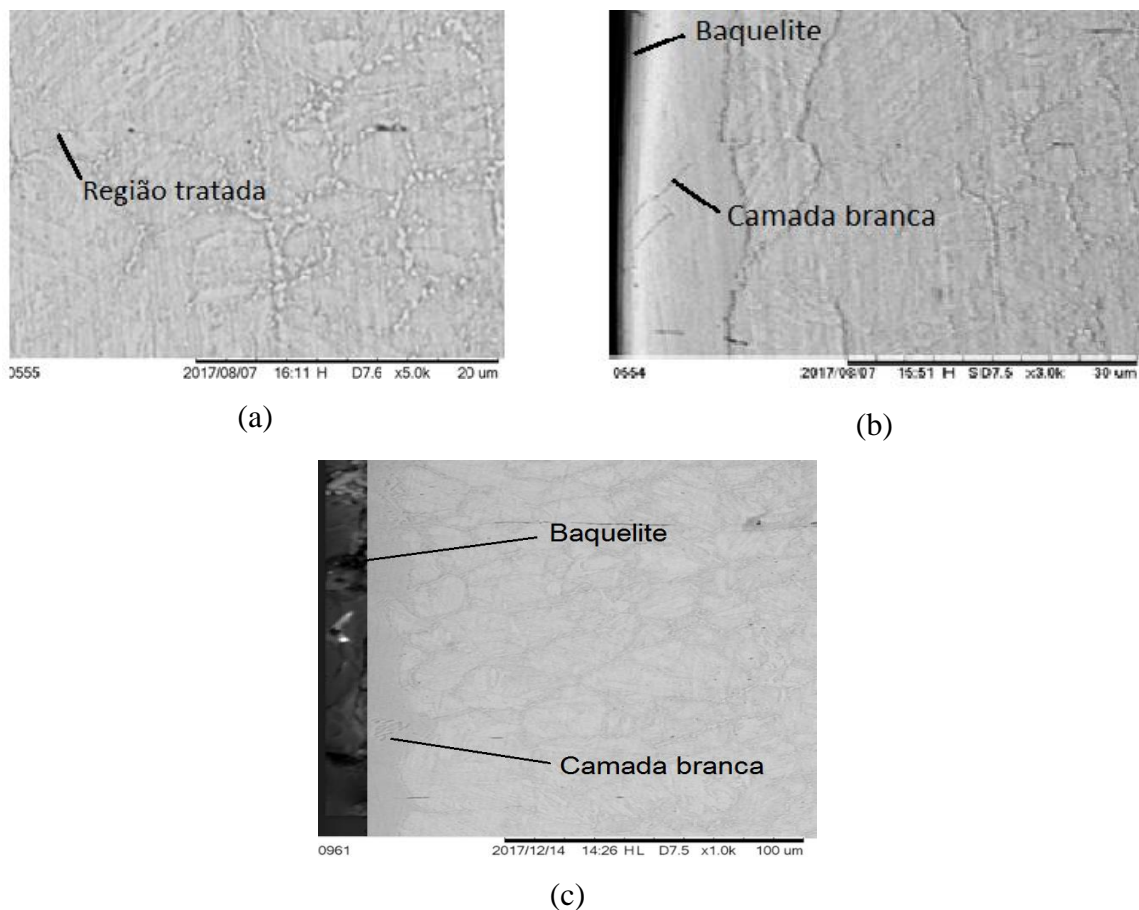 Região tratada
0555 2017/08/07 16:11 H D7.6 x5.0k 20 um
(a)
Baquelite
Camada branca
0554 2017/08/07 15:51 H SD7.5 x3.0k 30 um
(b)
Baquelite
Camada branca
0961 2017/12/14 14:26 HL D7.5 x1.0k 100 um
(c)